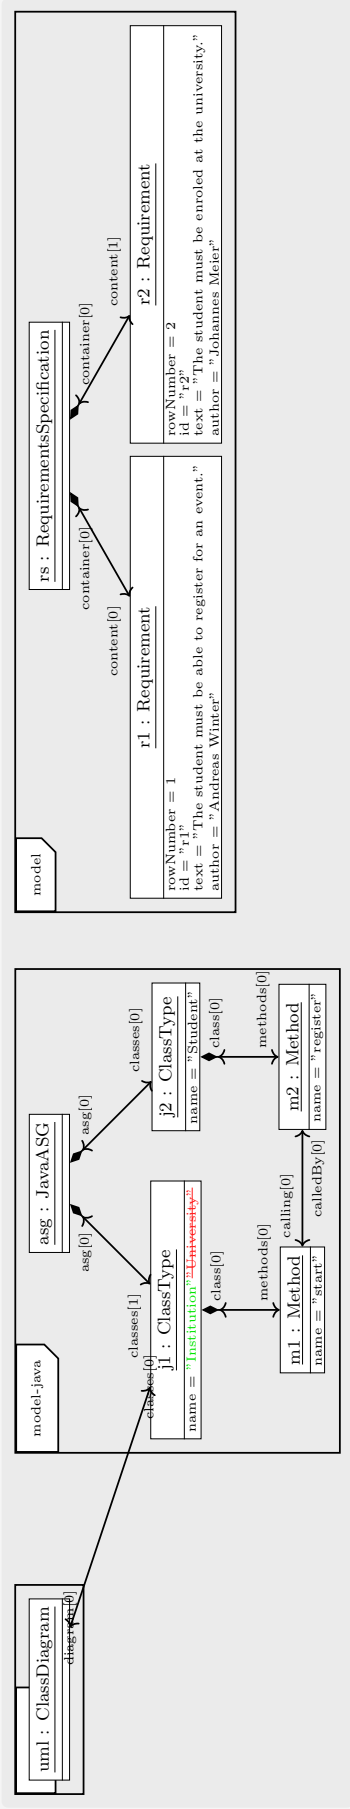 uml : ClassDiagram
diagram[0]
model-java
asg : JavaASG
asg[0]
asg[0]
classes[0]
classes[1]
classes[0]
j1 : ClassType
name = "Institution""University"
j2 : ClassType
name = "Student"
class[0]
class[0]
methods[0]
methods[0]
m1 : Method
name = "start"
calling[0]
calledBy[0]
m2 : Method
name = "register"
model
rs : RequirementsSpecification
container[0]
container[0]
content[0]
content[1]
r1 : Requirement
rowNumber = 1
id = "r1"
text = "The student must be able to register for an event."
author = "Andreas Winter"
r2 : Requirement
rowNumber = 2
id = "r2"
text = "The student must be enroled at the university."
author = "Johannes Meier"